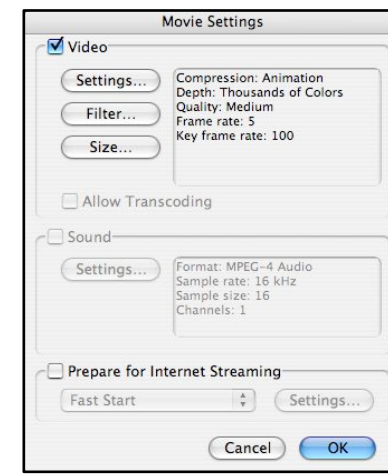 Movie Settings
Video
Settings...
Filter...
Size...
Compression: Animation
Depth: Thousands of Colors
Quality: Medium
Frame rate: 5
Key frame rate: 100
Allow Transcoding
Sound
Settings...
Format: MPEG-4 Audio
Sample rate: 16 kHz
Sample size: 16
Channels: 1
Prepare for Internet Streaming
Fast Start
Settings...
Cancel
OK